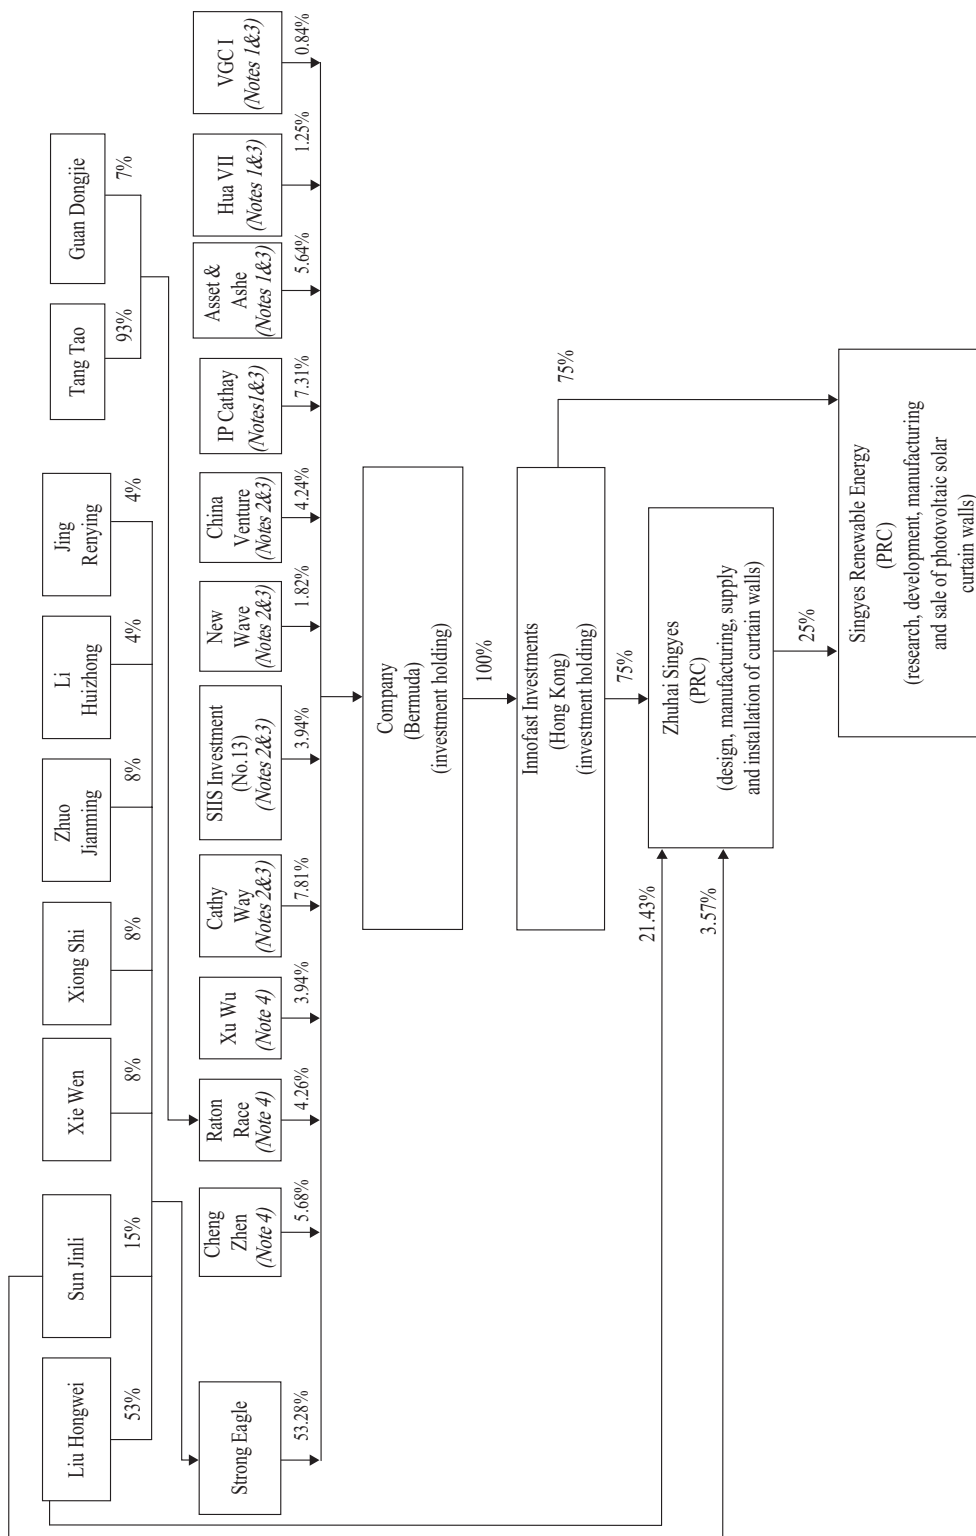 Liu Hongwei
Sun Jinli
Xie Wen
Xiong Shi
Zhuo
Jianming
Li
Huizhong
Jing
Renying
Tang Tao
Guan Dongjie
53%
15%
8%
8%
8%
4%
4%
93%
7%
Strong Eagle
Cheng
Zhen
(Note 4)
Raton
Race
(Note 4)
Xu Wu
(Note 4)
Cathy
Way
(Notes 2&3)
SIIS Investment
(No.13)
(Notes 2&3)
New
Wave
(Notes 2&3)
China
Venture
(Notes 2&3)
IP Cathay
(Notes1&3)
Asset &
Ashe
(Notes 1&3)
Hua VII
(Notes 1&3)
VGC I
(Notes 1&3)
53.28%
5.68%
4.26%
3.94%
7.81%
3.94%
1.82%
4.24%
7.31%
5.64%
1.25%
0.84%
Company
(Bermuda)
(investment holding)
100%
Innofast Investments
(Hong Kong)
(investment holding)
75%
75%
21.43%
3.57%
Zhuhai Singyes
(PRC)
(design, manufacturing, supply
and installation of curtain walls)
25%
Singyes Renewable Energy
(PRC)
(research, development, manufacturing
and sale of photovoltaic solar
curtain walls)